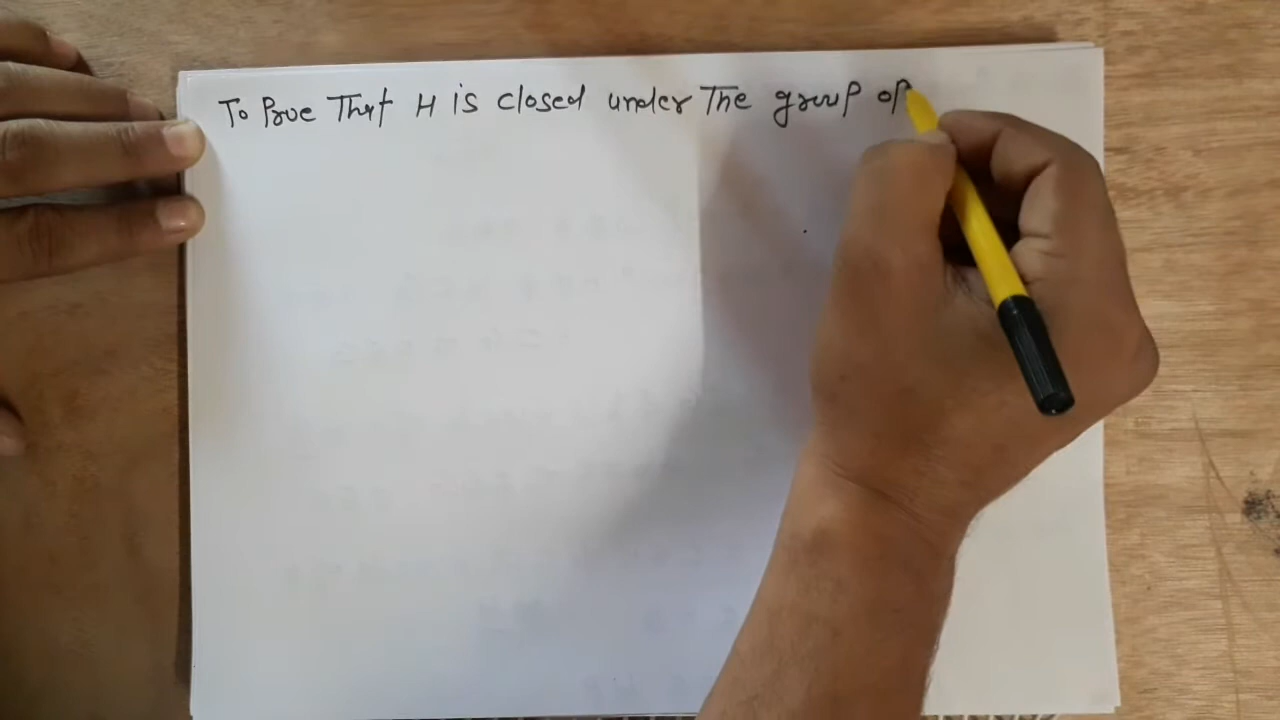 To Prove That H is closed under The group op